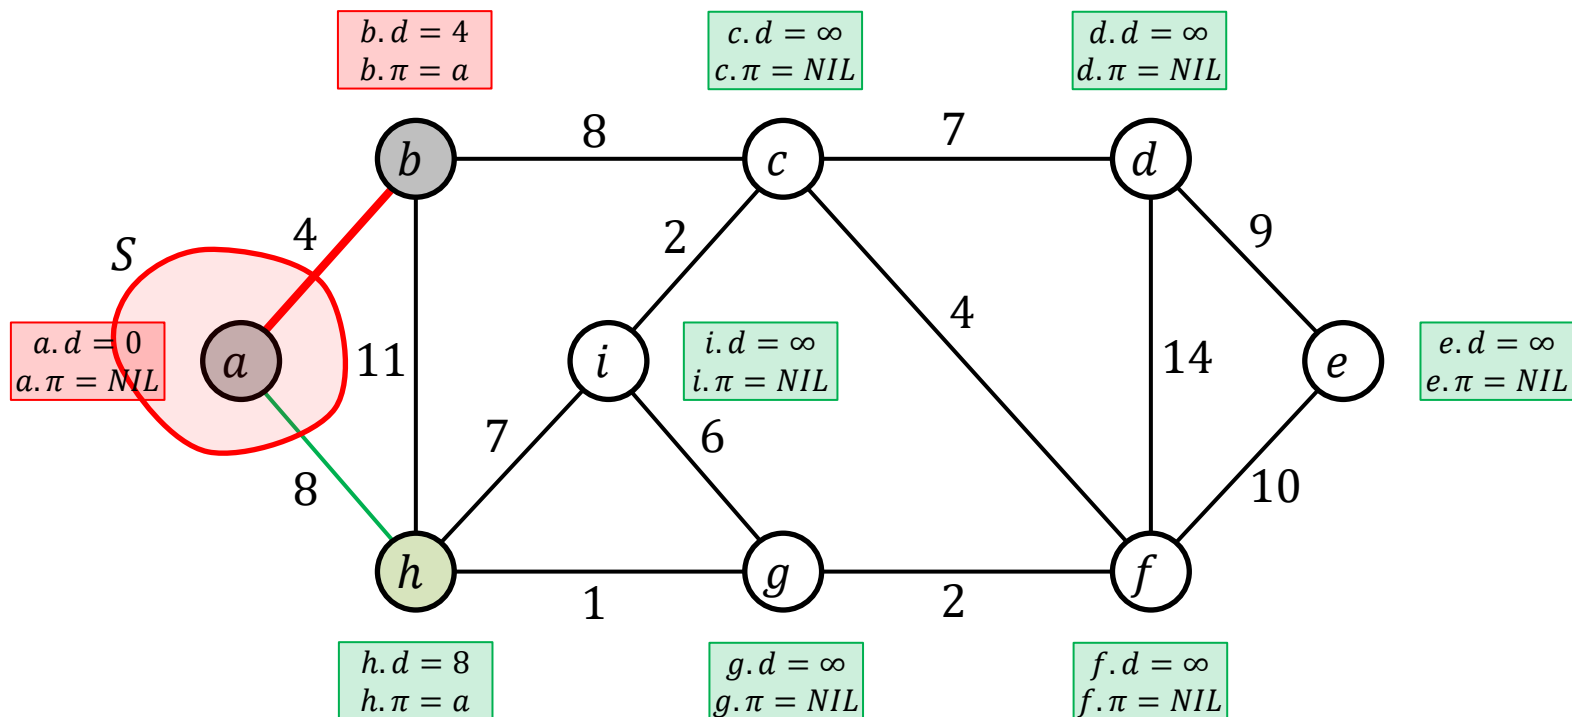 b.d = 4
b.π = a
c.d = ∞
c.π = NIL
d.d = ∞
d.π = NIL
b
8
c
7
d
S
4
2
9
a.d = 0
a.π = NIL
a
11
i
i.d = ∞
i.π = NIL
4
14
e
e.d = ∞
e.π = NIL
8
7
6
10
h
1
g
2
f
h.d = 8
h.π = a
g.d = ∞
g.π = NIL
f.d = ∞
f.π = NIL